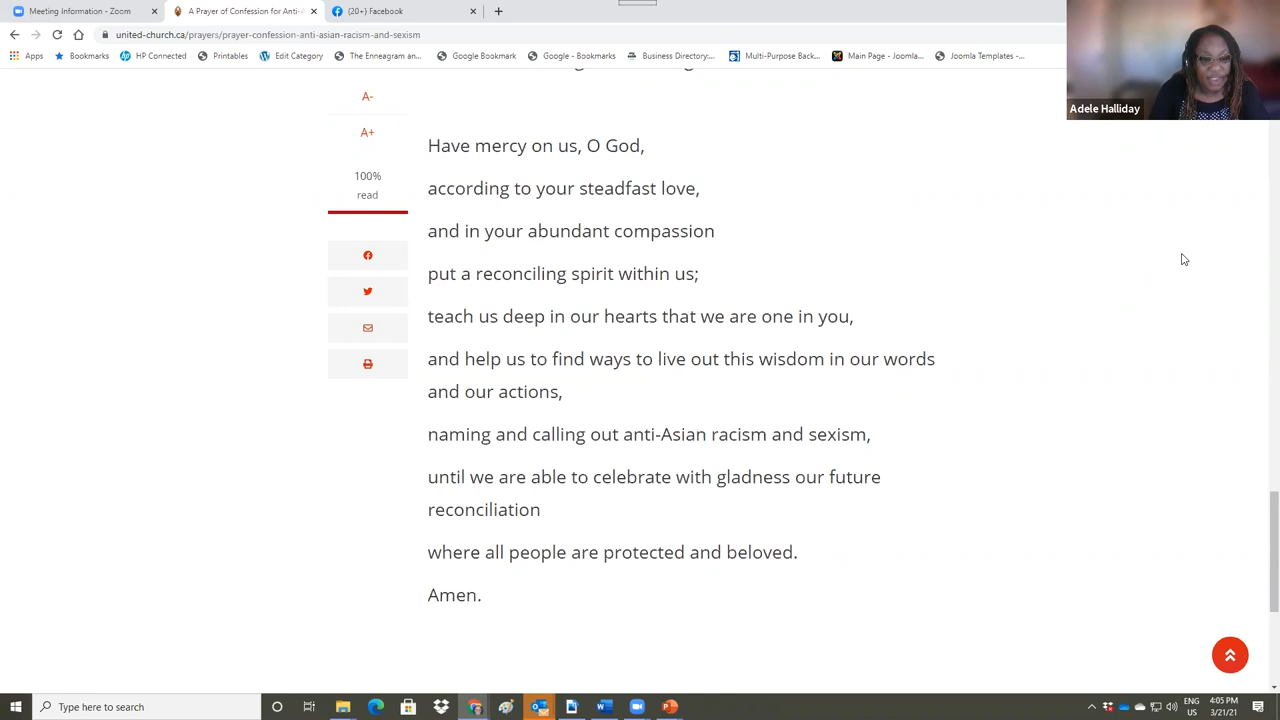 Meeting Information - Zoom
A Prayer of Confession for Anti-A
(20+) Facebook
united-church.ca/prayers/prayer-confession-anti-asian-racism-and-sexism
Apps
Bookmarks
HP Connected
Printables
Edit Category
The Enneagram an...
Google Bookmark
Google - Bookmarks
Business Directory:...
Multi-Purpose Back...
Main Page - Joomla...
Joomla Templates -...
Adele Halliday
A-
A+
100%
read
Have mercy on us, O God,
according to your steadfast love,
and in your abundant compassion
put a reconciling spirit within us;
teach us deep in our hearts that we are one in you,
and help us to find ways to live out this wisdom in our words
and our actions,
naming and calling out anti-Asian racism and sexism,
until we are able to celebrate with gladness our future
reconciliation
where all people are protected and beloved.
Amen.
Type here to search
ENG
US
4:05 PM
3/21/21